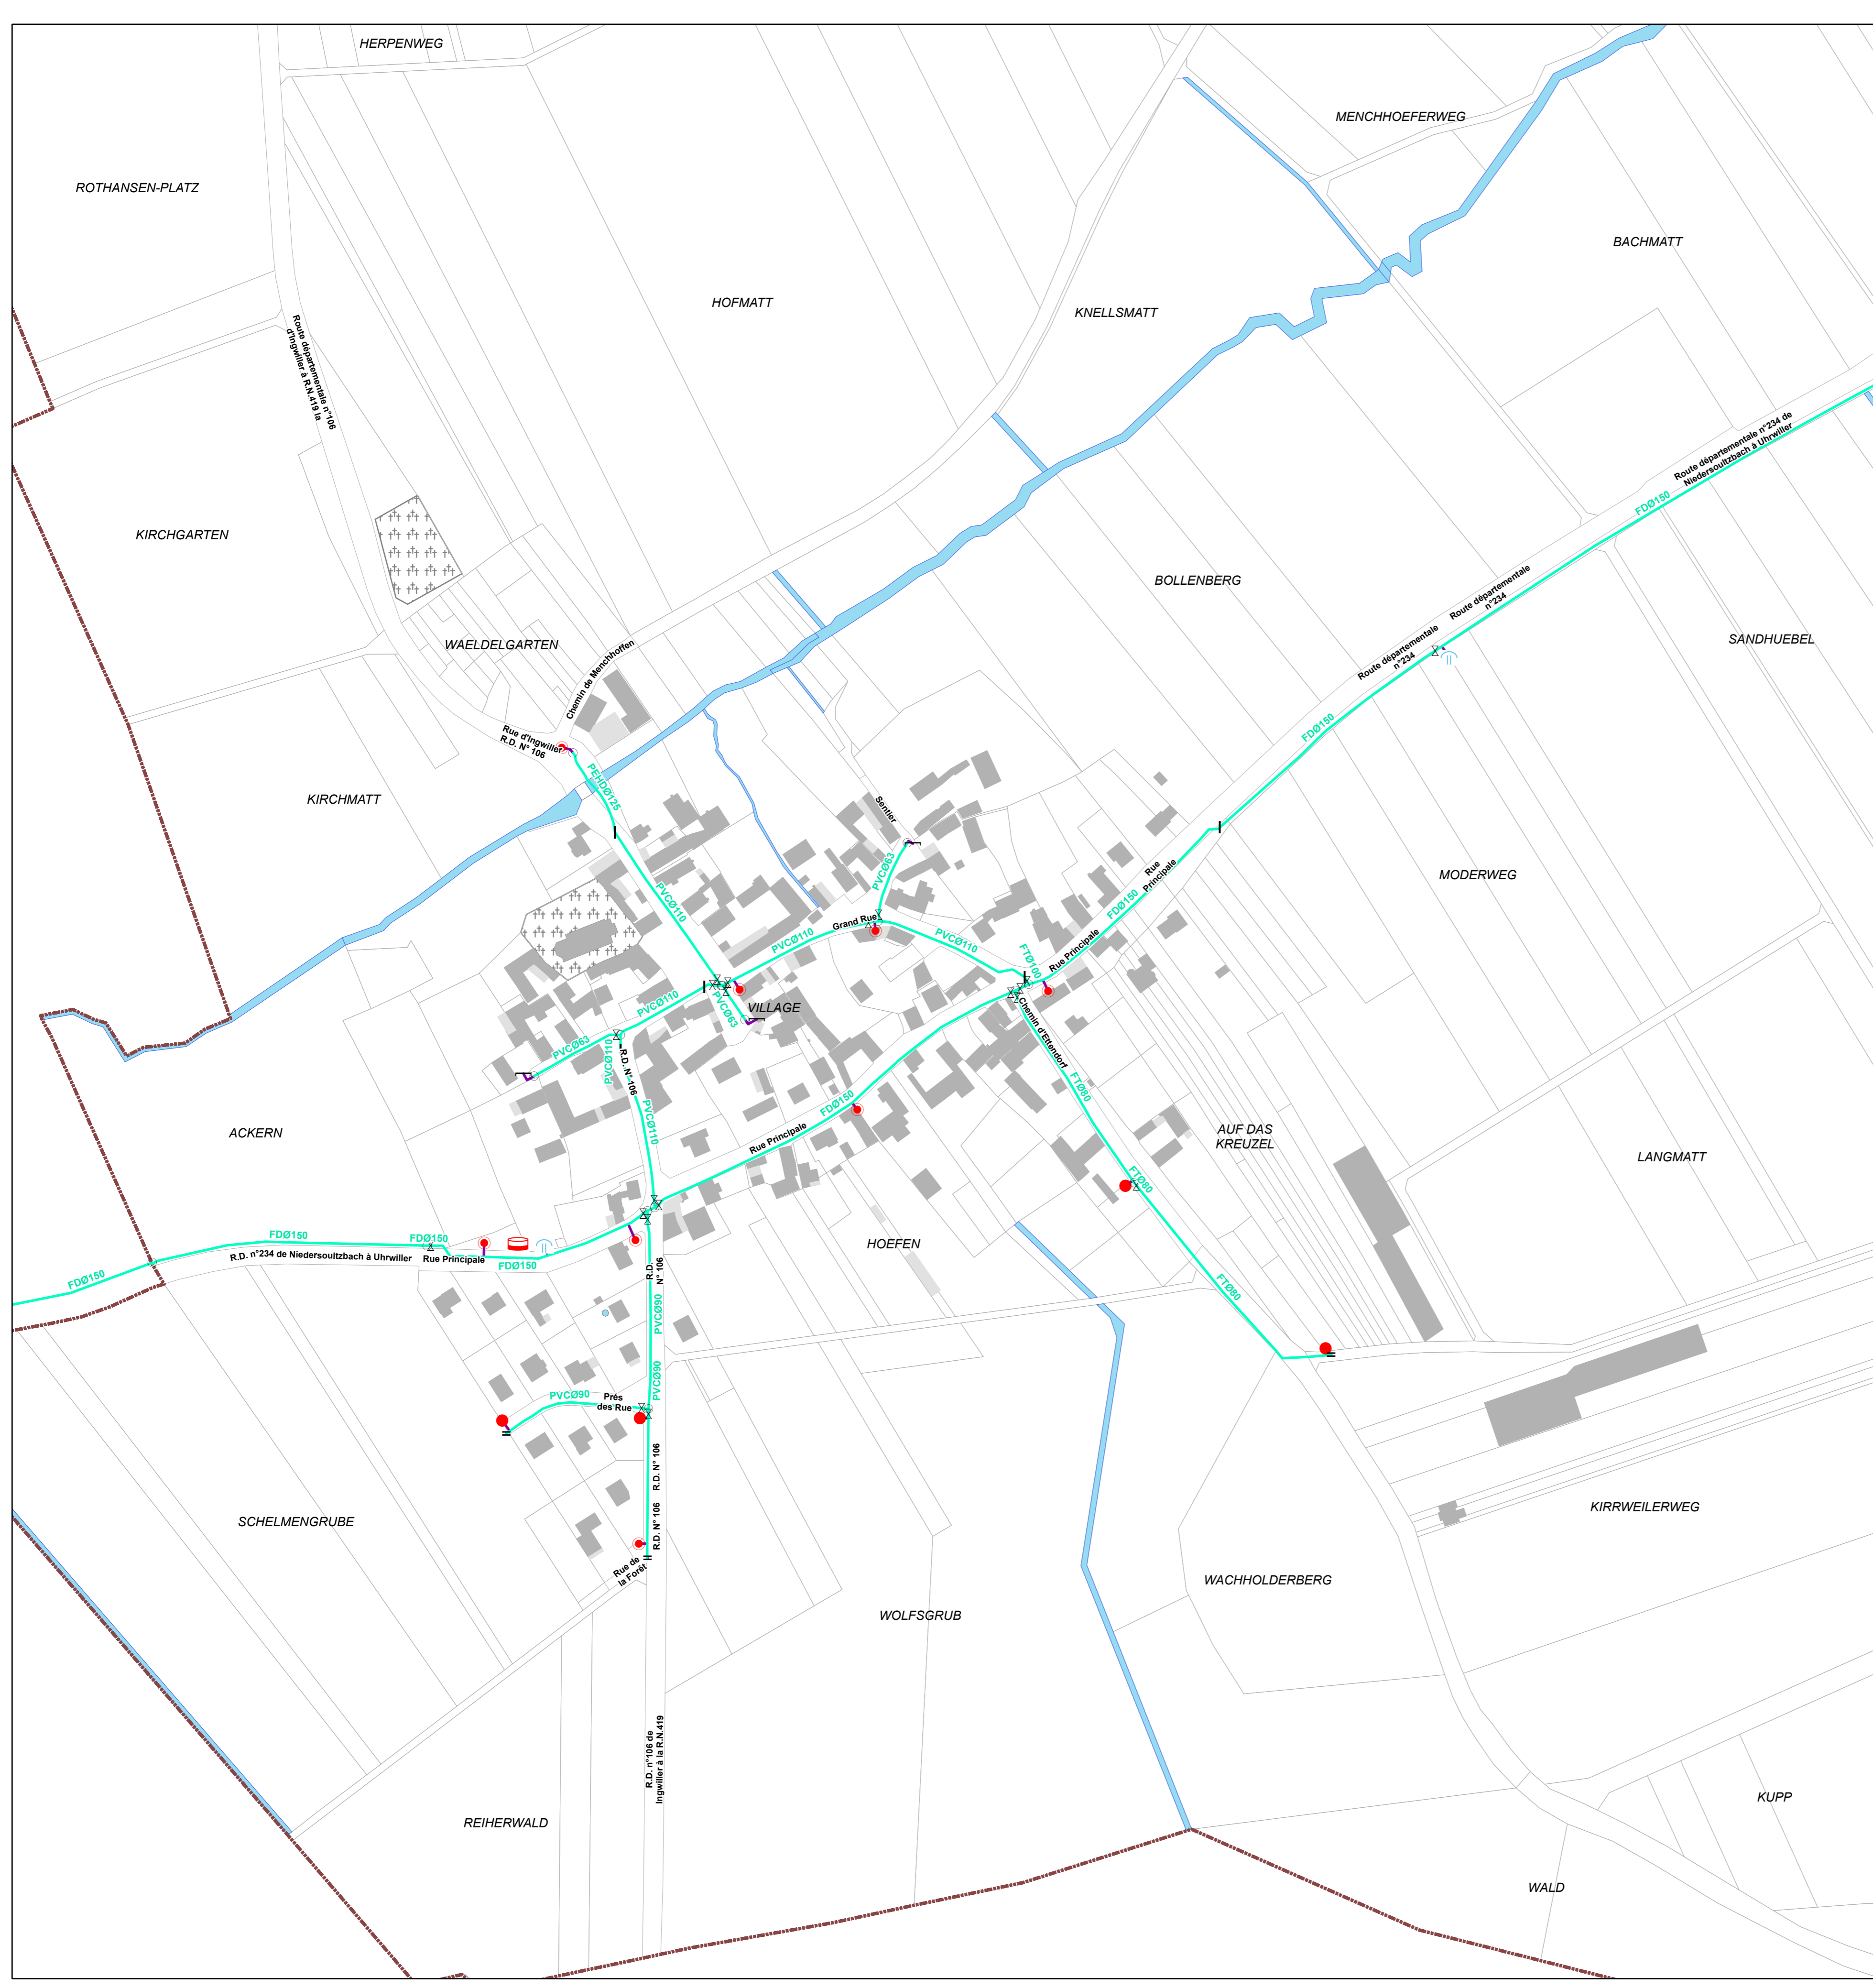 HERPENWEG
MENCHHOEFERWEG
ROTHANSEN-PLATZ
BACHMATT
HOFMATT
KNELLSMATT
Route départementale n°106
d'Ingwiller à R.N.419 la
Route départementale n°234 de
Niedersoultzbach à Uhrwiller
FDØ150
KIRCHGARTEN
BOLLENBERG
Route départementale
n°234
Route départementale
n°234
SANDHUEBEL
WAELDELGARTEN
Chemin de Menchhoffen
Rue d'Ingwiller
R.D. N° 106
FDØ150
PEHDØ125
KIRCHMATT
Sentier
PVCØ63
Rue
Principale
MODERWEG
PVCØ110
FDØ150
Grand Rue
PVCØ110
PVCØ110
Rue Principale
FTØ100
PVCØ110
PVCØ63
VILLAGE
Chemin d'Ettendorf
PVCØ63
PVCØ110
R.D. N° 106
FTØ80
FDØ150
PVCØ110
ACKERN
Rue Principale
AUF DAS
KREUZEL
LANGMATT
FTØ80
FDØ150
FDØ150
HOEFEN
R.D. n°234 de Niedersoultzbach à Uhrwiller
Rue Principale
FDØ150
FDØ150
R.D.
N° 106
FTØ80
PVCØ90
PVCØ90
PVCØ90
Prés
des Rue
R.D. N° 106
SCHELMENGRUBE
KIRRWEILERWEG
R.D. N° 106
Rue de
la Forêt
WACHHOLDERBERG
WOLFSGRUB
R.D. n°106 de
Ingwiller à la R.N.419
KUPP
REIHERWALD
WALD